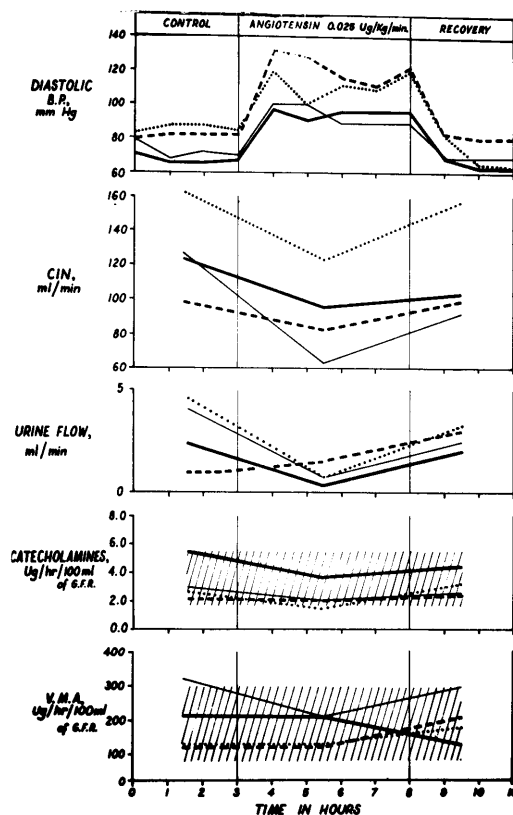 CONTROL ANGIOTENSIN 0.025 Ug/Kg/min. RECOVERY
DIASTOLIC
B.P.,
mm Hg
140
120
100
80
60
CIN,
ml/min
160
140
120
100
80
60
URINE FLOW,
ml/min
5
0
CATECHOLAMINES,
Ug/hr/100ml
of G.F.R.
8.0
6.0
4.0
2.0
0.0
V.M.A.,
Ug/hr/100ml
of G.F.R.
400
300
200
100
0
0 1 2 3 4 5 6 7 8 9 10
TIME IN HOURS